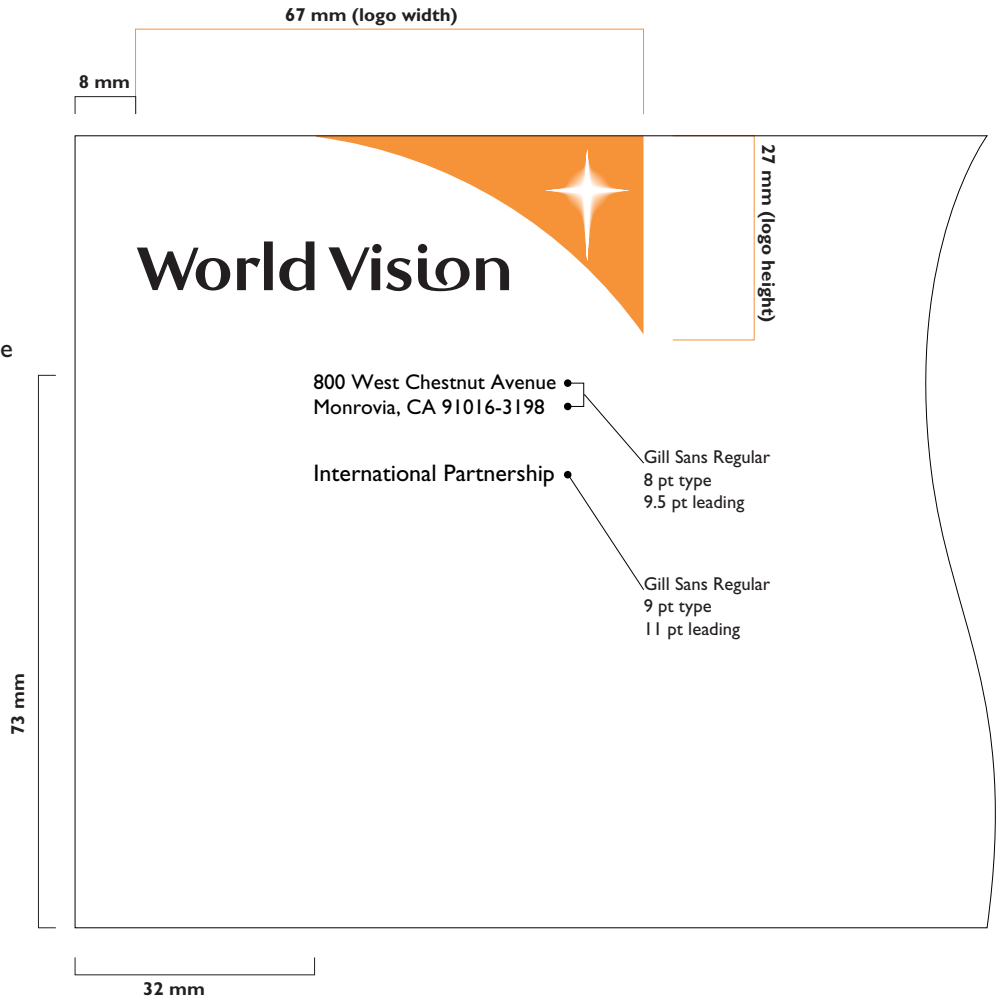 67 mm (logo width)
8 mm
27 mm (logo height)
World Vision
e
800 West Chestnut Avenue
Monrovia, CA 91016-3198
Gill Sans Regular
8 pt type
9.5 pt leading
International Partnership
Gill Sans Regular
9 pt type
11 pt leading
73 mm
32 mm